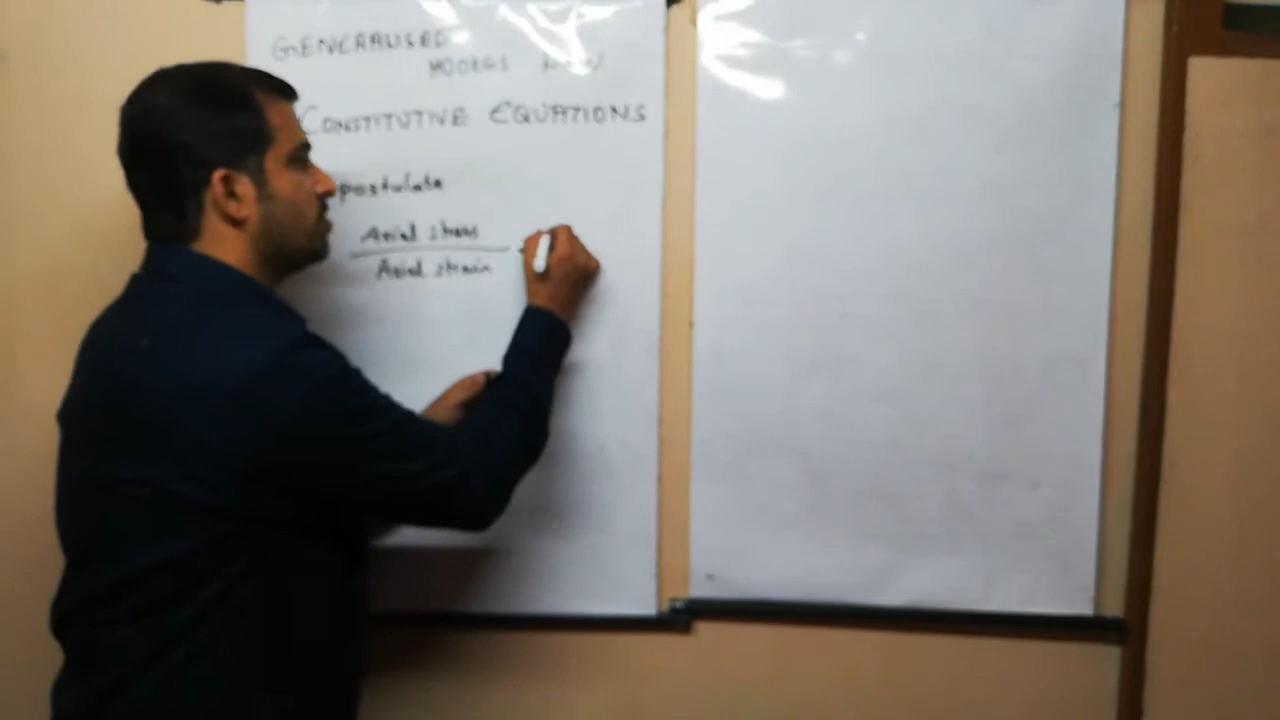 GENERALISED
HOOKES LAW
CONSTITUTIVE EQUATIONS
postulate
Axial stress
Axial strain